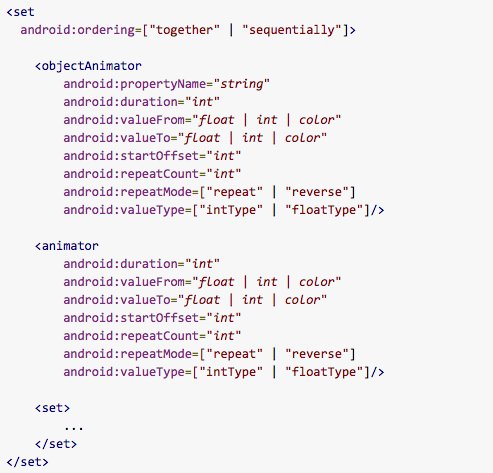 <set
  android:ordering=["together" | "sequentially"]>

    <objectAnimator
        android:propertyName="string"
        android:duration="int"
        android:valueFrom="float | int | color"
        android:valueTo="float | int | color"
        android:startOffset="int"
        android:repeatCount="int"
        android:repeatMode=["repeat" | "reverse"]
        android:valueType=["intType" | "floatType"]/>

    <animator
        android:duration="int"
        android:valueFrom="float | int | color"
        android:valueTo="float | int | color"
        android:startOffset="int"
        android:repeatCount="int"
        android:repeatMode=["repeat" | "reverse"]
        android:valueType=["intType" | "floatType"]/>

    <set>
        ...
    </set>
</set>